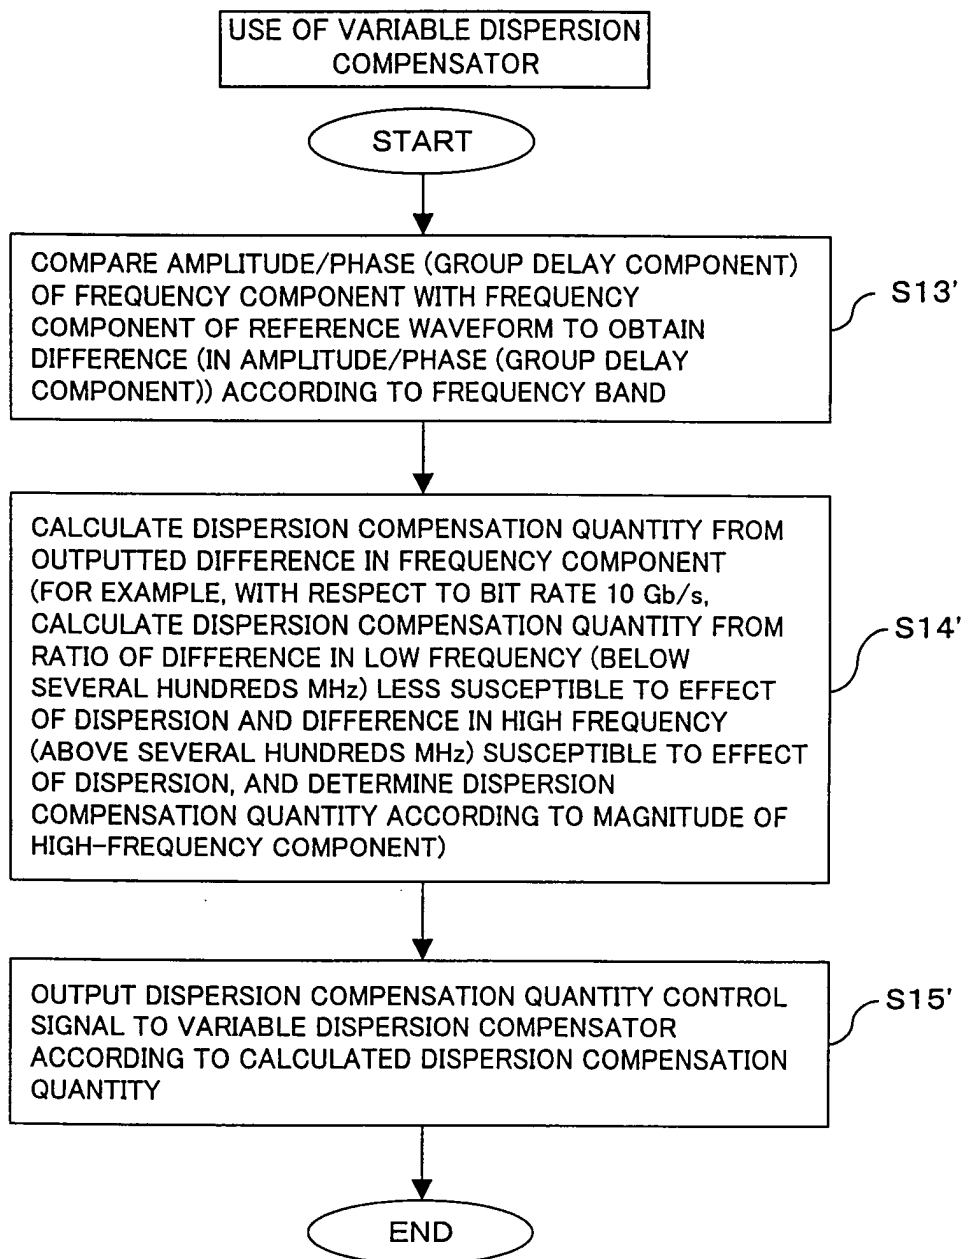 USE OF VARIABLE DISPERSION
COMPENSATOR
START
COMPARE AMPLITUDE/PHASE (GROUP DELAY COMPONENT)
OF FREQUENCY COMPONENT WITH FREQUENCY
COMPONENT OF REFERENCE WAVEFORM TO OBTAIN
DIFFERENCE (IN AMPLITUDE/PHASE (GROUP DELAY
COMPONENT)) ACCORDING TO FREQUENCY BAND
S13'
CALCULATE DISPERSION COMPENSATION QUANTITY FROM
OUTPUTTED DIFFERENCE IN FREQUENCY COMPONENT
(FOR EXAMPLE, WITH RESPECT TO BIT RATE 10 Gb/s,
CALCULATE DISPERSION COMPENSATION QUANTITY FROM
RATIO OF DIFFERENCE IN LOW FREQUENCY (BELOW
SEVERAL HUNDREDS MHz) LESS SUSCEPTIBLE TO EFFECT
OF DISPERSION AND DIFFERENCE IN HIGH FREQUENCY
(ABOVE SEVERAL HUNDREDS MHz) SUSCEPTIBLE TO EFFECT
OF DISPERSION, AND DETERMINE DISPERSION
COMPENSATION QUANTITY ACCORDING TO MAGNITUDE OF
HIGH-FREQUENCY COMPONENT)
S14'
OUTPUT DISPERSION COMPENSATION QUANTITY CONTROL
SIGNAL TO VARIABLE DISPERSION COMPENSATOR
ACCORDING TO CALCULATED DISPERSION COMPENSATION
QUANTITY
S15'
END